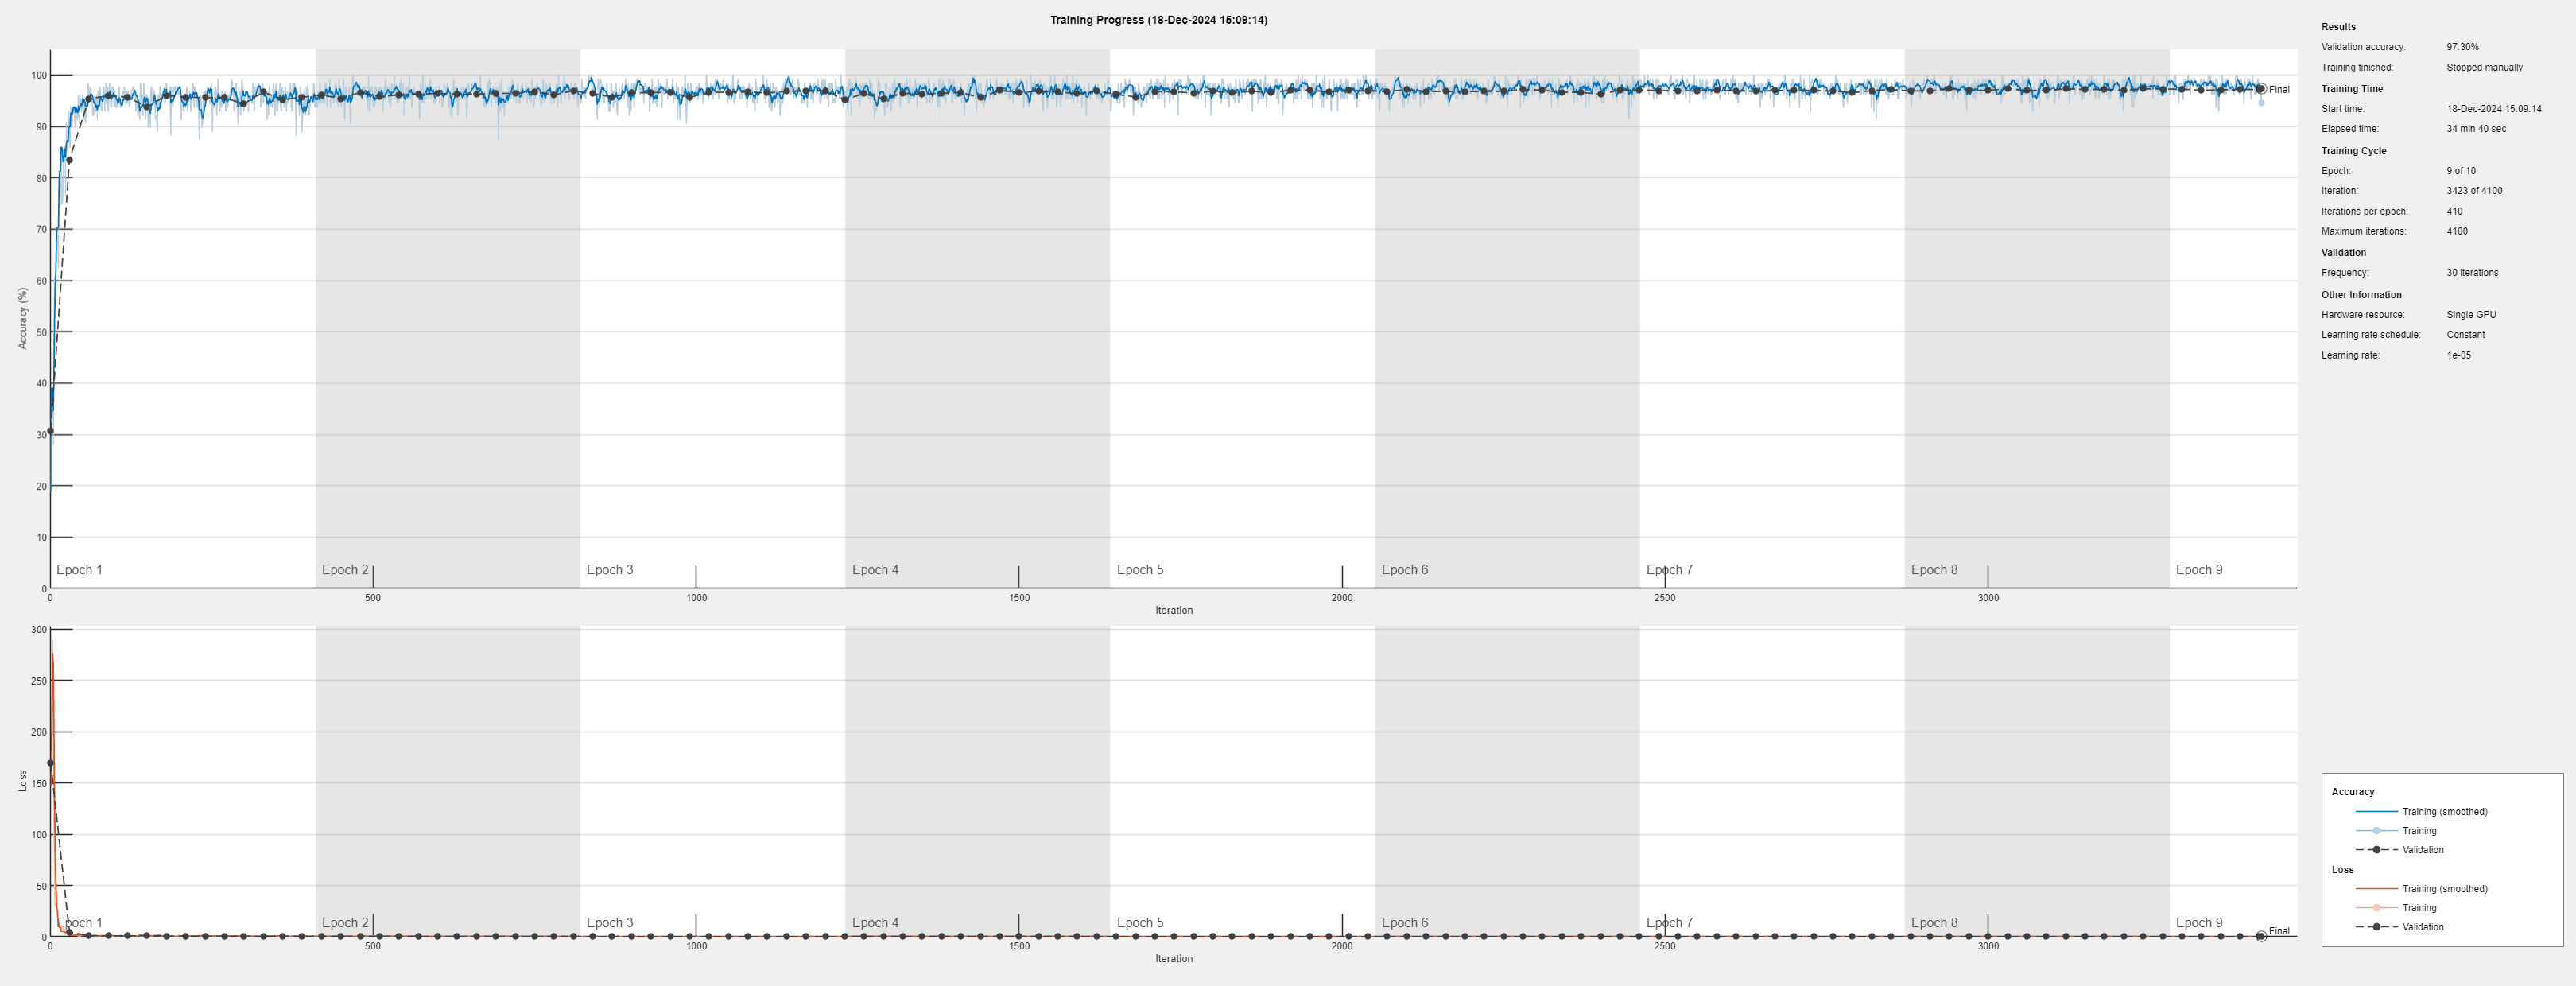 Training Progress (18-Dec-2024 15:09:14)
100
90
80
70
60
50
40
30
20
10
0
Accuracy (%)
Epoch 1
Epoch 2
Epoch 3
Epoch 4
Epoch 5
Epoch 6
Epoch 7
Epoch 8
Epoch 9
Final
0
500
1000
1500
2000
2500
3000
Iteration
300
250
200
150
100
50
0
Loss
Epoch 1
Epoch 2
Epoch 3
Epoch 4
Epoch 5
Epoch 6
Epoch 7
Epoch 8
Epoch 9
Final
0
500
1000
1500
2000
2500
3000
Iteration
Results
Validation accuracy: 97.30%
Training finished: Stopped manually
Training Time
Start time: 18-Dec-2024 15:09:14
Elapsed time: 34 min 40 sec
Training Cycle
Epoch: 9 of 10
Iteration: 3423 of 4100
Iterations per epoch: 410
Maximum iterations: 4100
Validation
Frequency: 30 iterations
Other Information
Hardware resource: Single GPU
Learning rate schedule: Constant
Learning rate: 1e-05
Accuracy
Training (smoothed)
Training
Validation
Loss
Training (smoothed)
Training
Validation